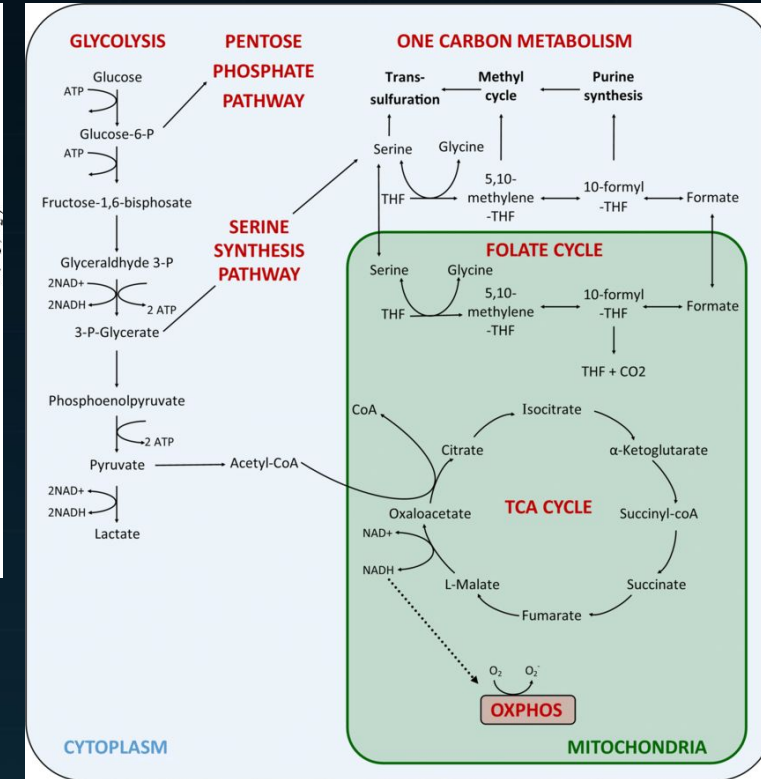 GLYCOLYSIS
Glucose
ATP
Glucose-6-P
ATP
Fructose-1,6-bisphosate
Glyceraldhyde 3-P
2NAD+
2NADH
2 ATP
3-P-Glycerate
Phosphoenolpyruvate
2 ATP
Pyruvate
2NAD+
2NADH
Lactate
PENTOSE
PHOSPHATE
PATHWAY
SERINE
SYNTHESIS
PATHWAY
Acetyl-CoA
ONE CARBON METABOLISM
Trans-
sulfuration
Methyl
cycle
Purine
synthesis
Serine
Glycine
THF
5,10-
methylene
-THF
10-formyl
-THF
Formate
FOLATE CYCLE
Serine
Glycine
THF
5,10-
methylene
-THF
10-formyl
-THF
Formate
THF + CO2
CoA
Isocitrate
Citrate
α-Ketoglutarate
Oxaloacetate
TCA CYCLE
Succinyl-coA
NAD+
NADH
L-Malate
Succinate
Fumarate
O₂
O₂⁻
OXPHOS
CYTOPLASM
MITOCHONDRIA